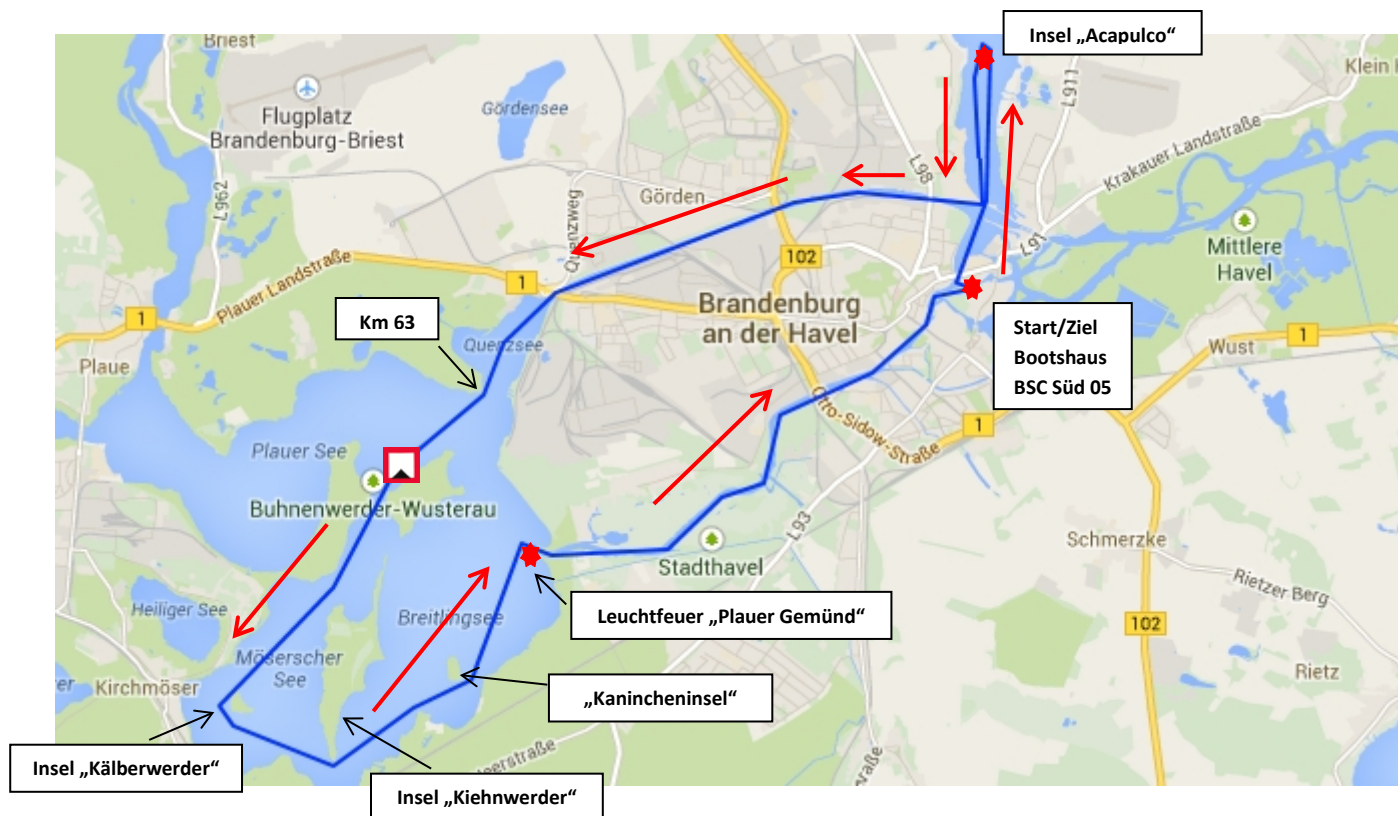 Insel „Acapulco“
Briest
Klein
Flugplatz
Brandenburg-Briest
Gördensee
L911
L962
L98
Krakauer Landstraße
Görden
Quenzweg
L91
Mittlere
Havel
102
Plauer Landstraße
1
1
Brandenburg
an der Havel
Km 63
Start/Ziel
Bootshaus
BSC Süd 05
1
Wust
Quenzsee
Plaue
Otto-Sidow-Straße
1
Plauer See
Buhnenwerder-Wusterau
L93
Stadthavel
Schmerzke
Rietzer Berg
Heiliger See
Breitlingsee
Leuchtfeuer „Plauer Gemünd“
102
Möserscher
See
Rietz
Kirchmöser
„Kanincheninsel“
Insel „Kälberwerder“
Insel „Kiehnwerder“